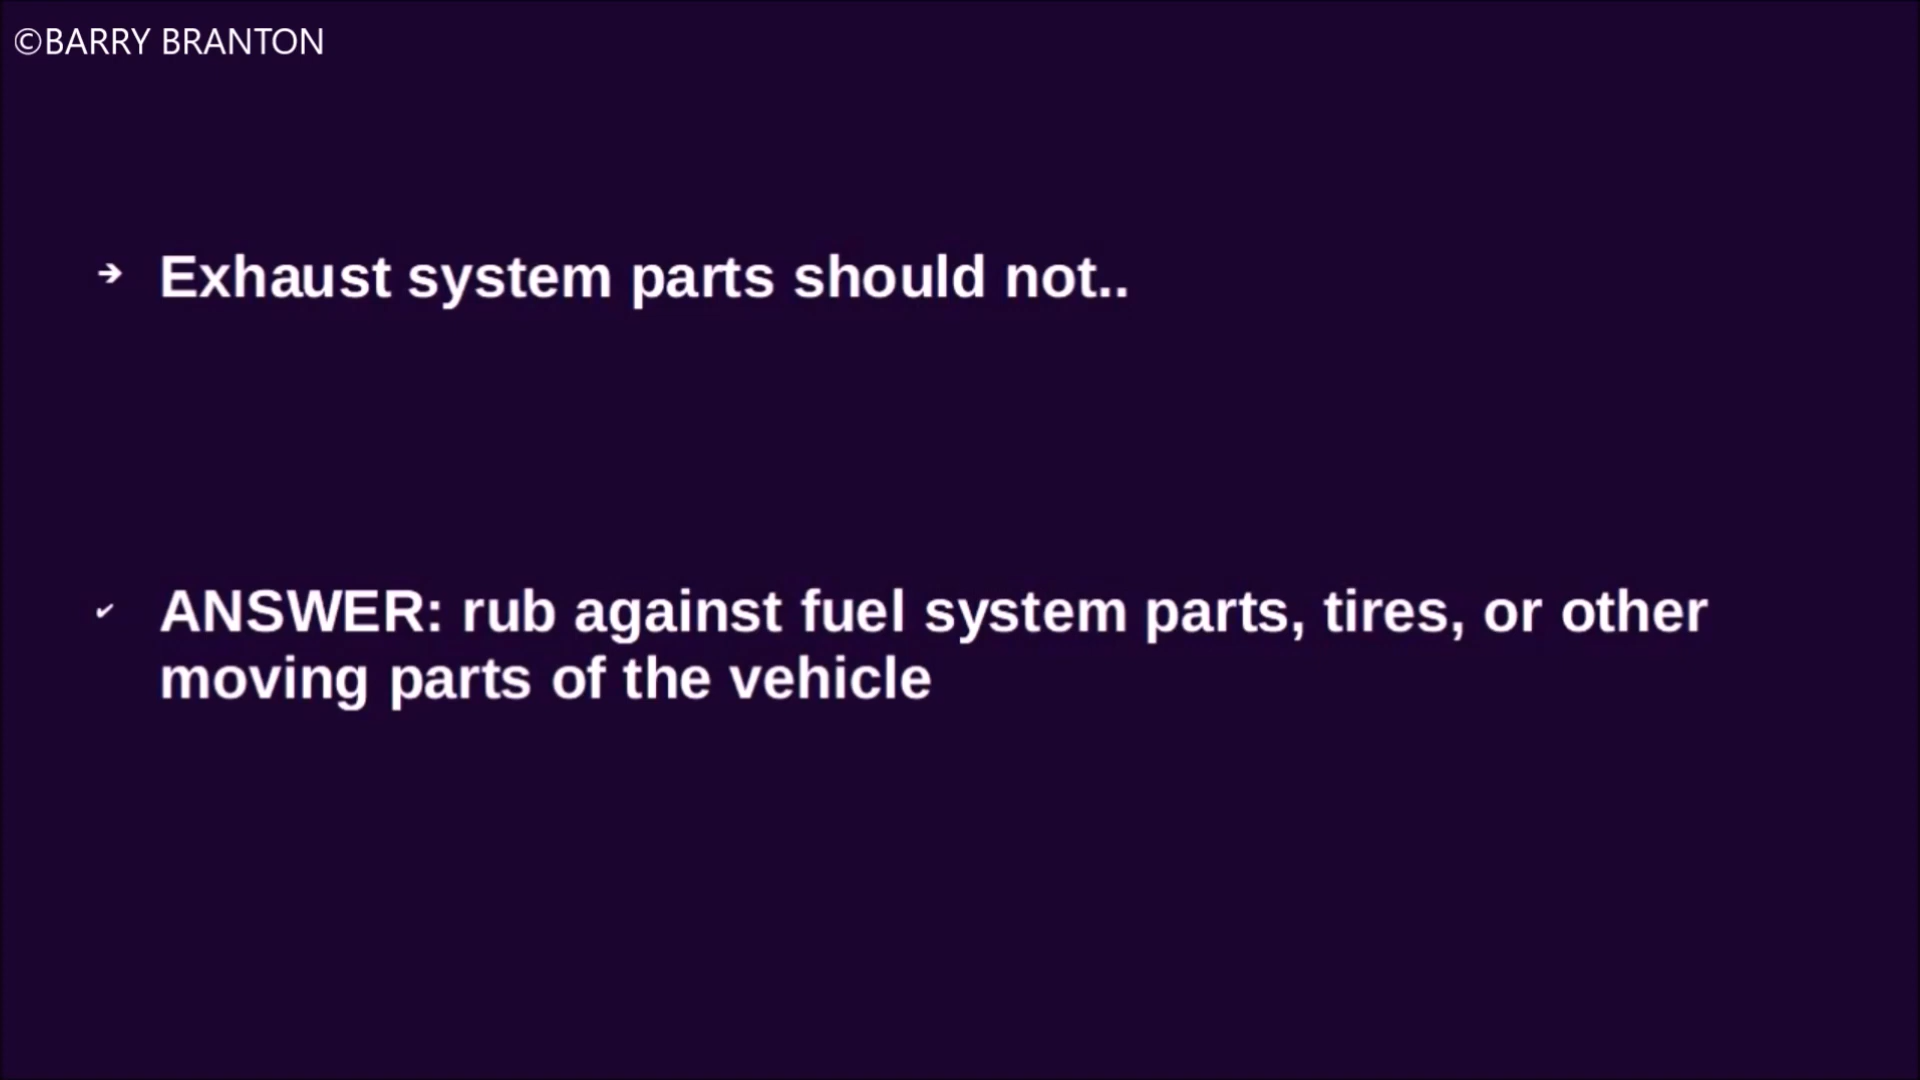 ©BARRY BRANTON
➔ Exhaust system parts should not..
✔ ANSWER: rub against fuel system parts, tires, or other
moving parts of the vehicle